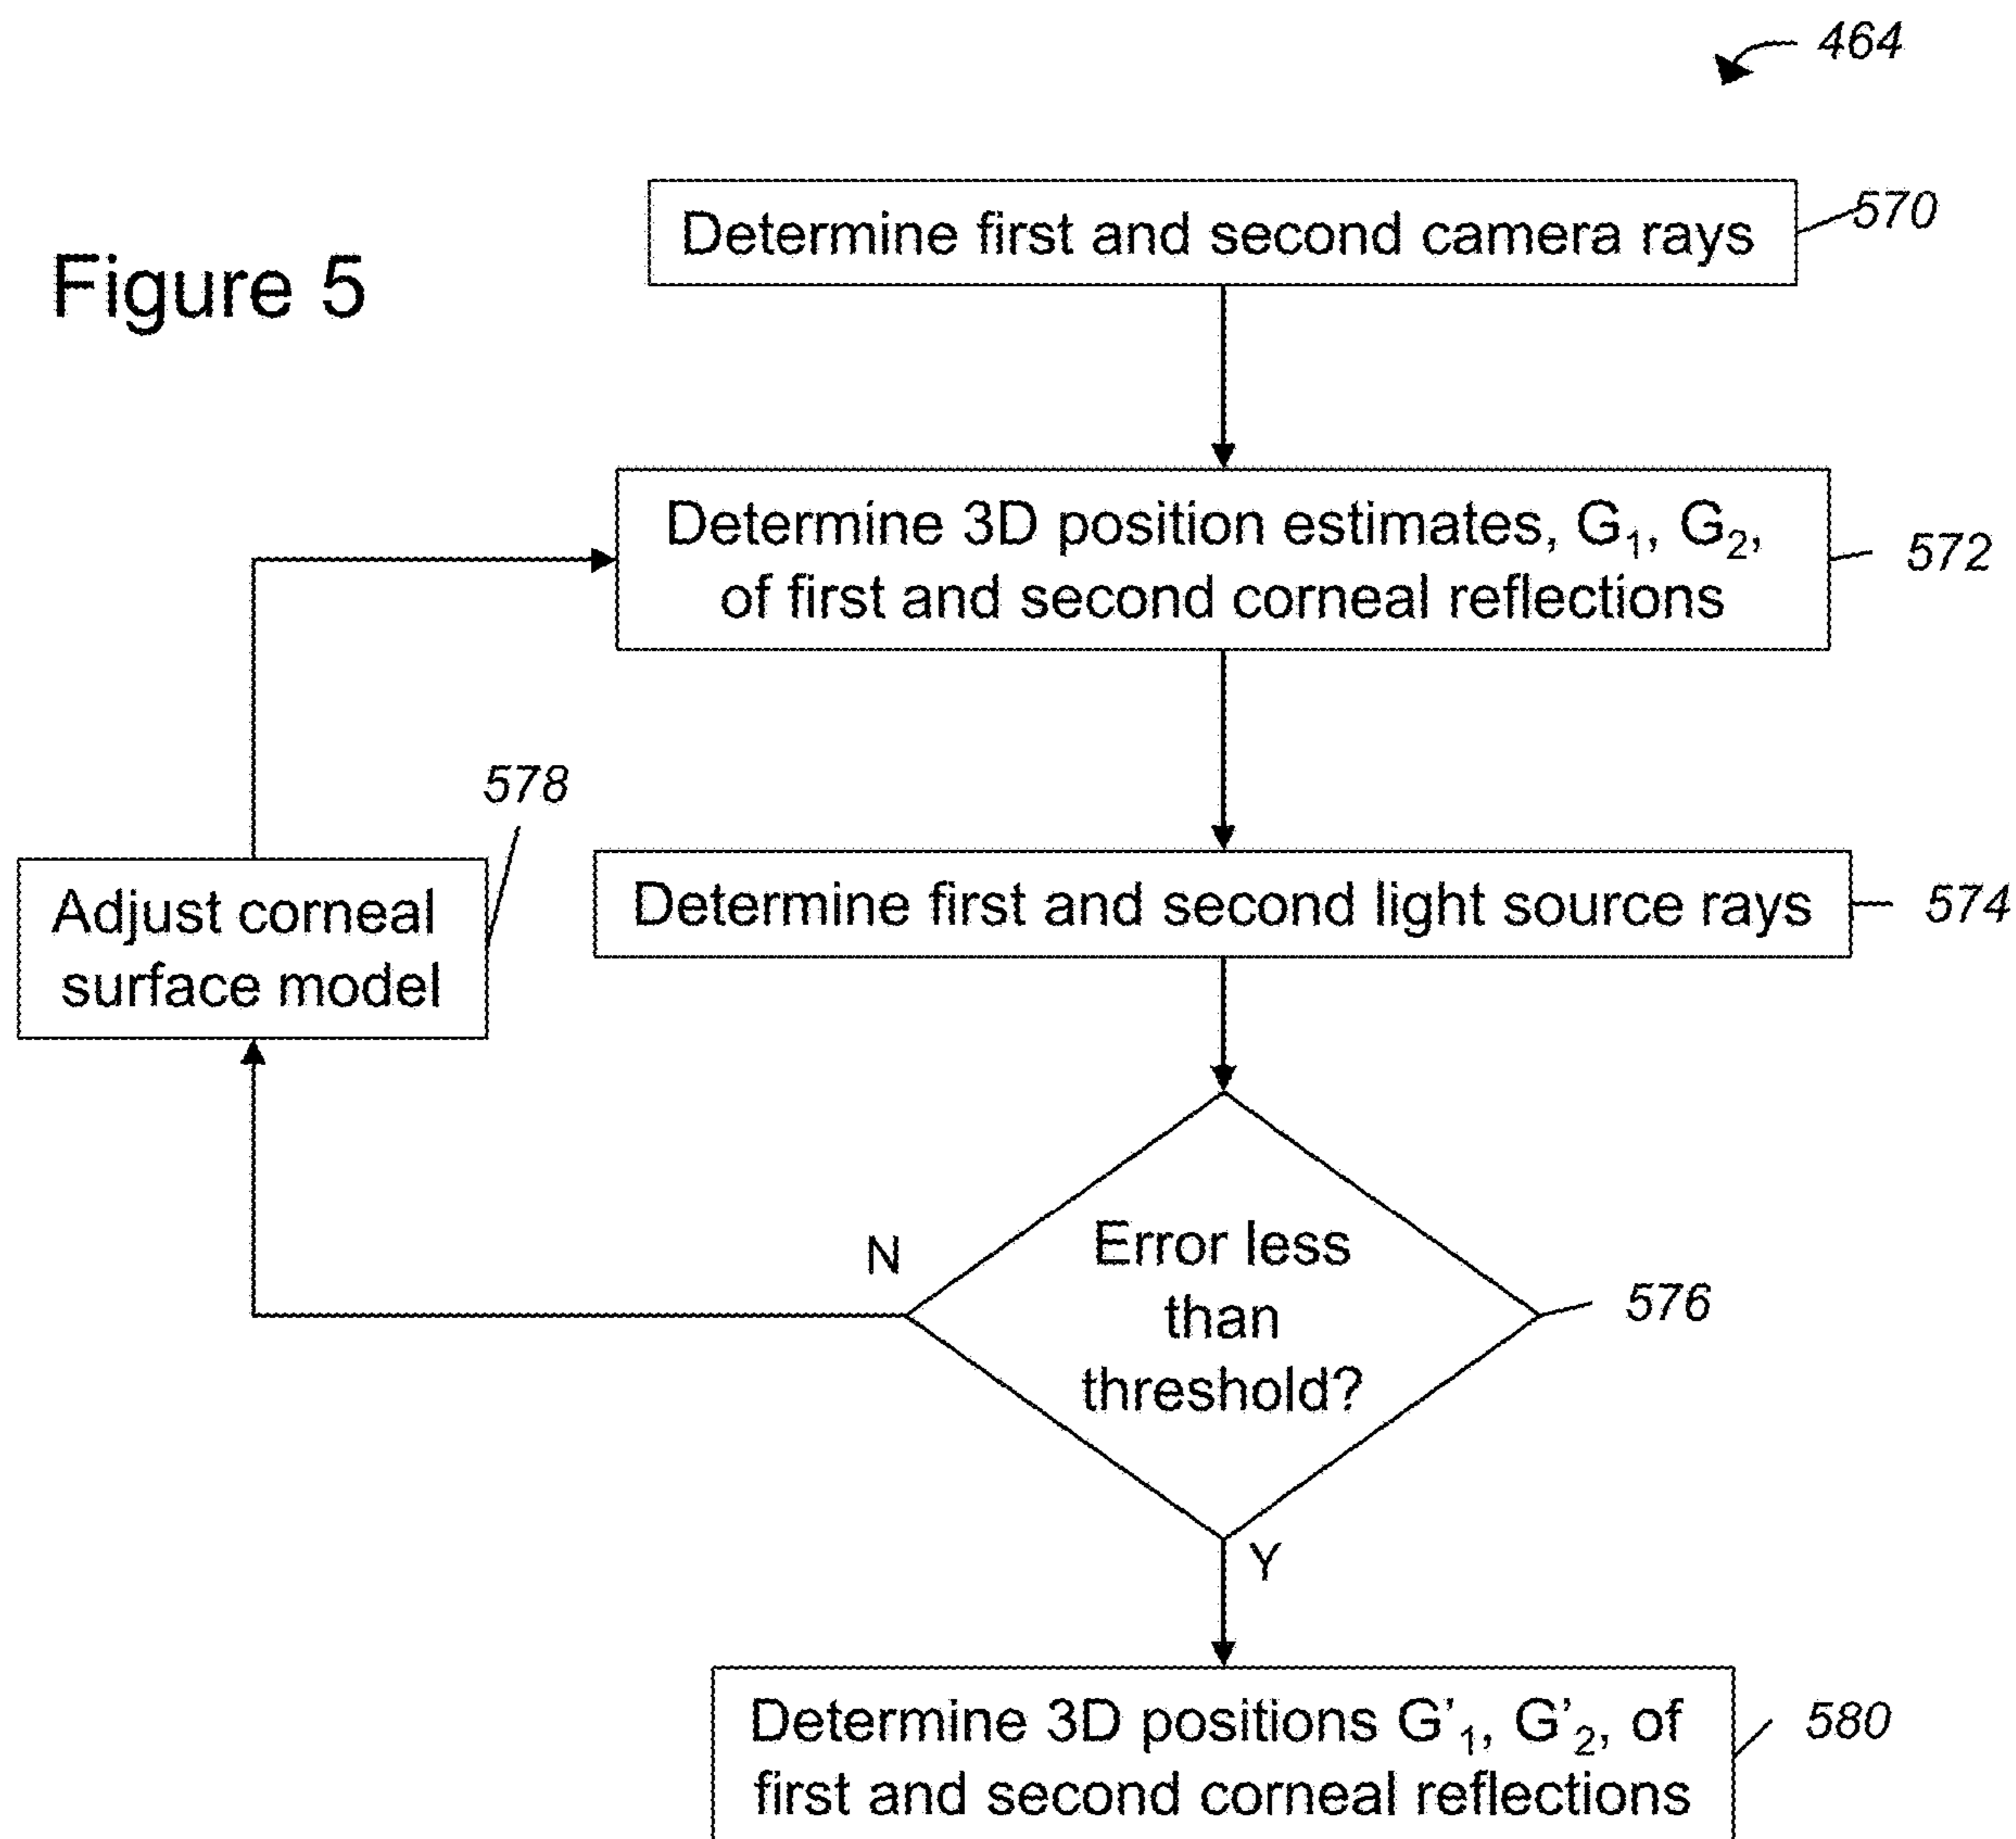 464
Figure 5
Determine first and second camera rays
570
Determine 3D position estimates, G₁, G₂,
of first and second corneal reflections
572
578
Adjust corneal
surface model
Determine first and second light source rays
574
N
Error less
than
threshold?
576
Y
Determine 3D positions G'₁, G'₂, of
first and second corneal reflections
580